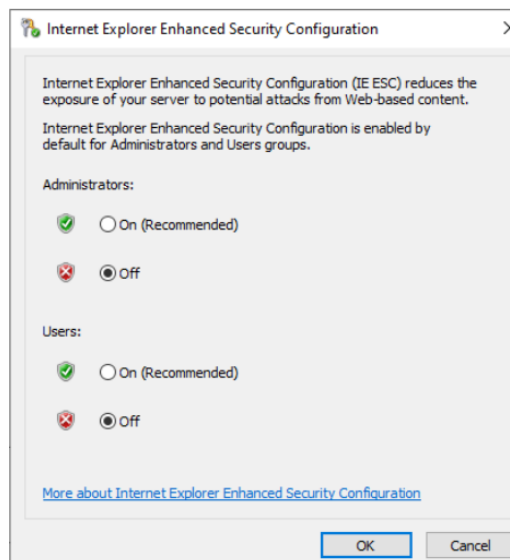 Internet Explorer Enhanced Security Configuration
Internet Explorer Enhanced Security Configuration (IE ESC) reduces the
exposure of your server to potential attacks from Web-based content.
Internet Explorer Enhanced Security Configuration is enabled by
default for Administrators and Users groups.
Administrators:
On (Recommended)
Off
Users:
On (Recommended)
Off
More about Internet Explorer Enhanced Security Configuration
OK Cancel